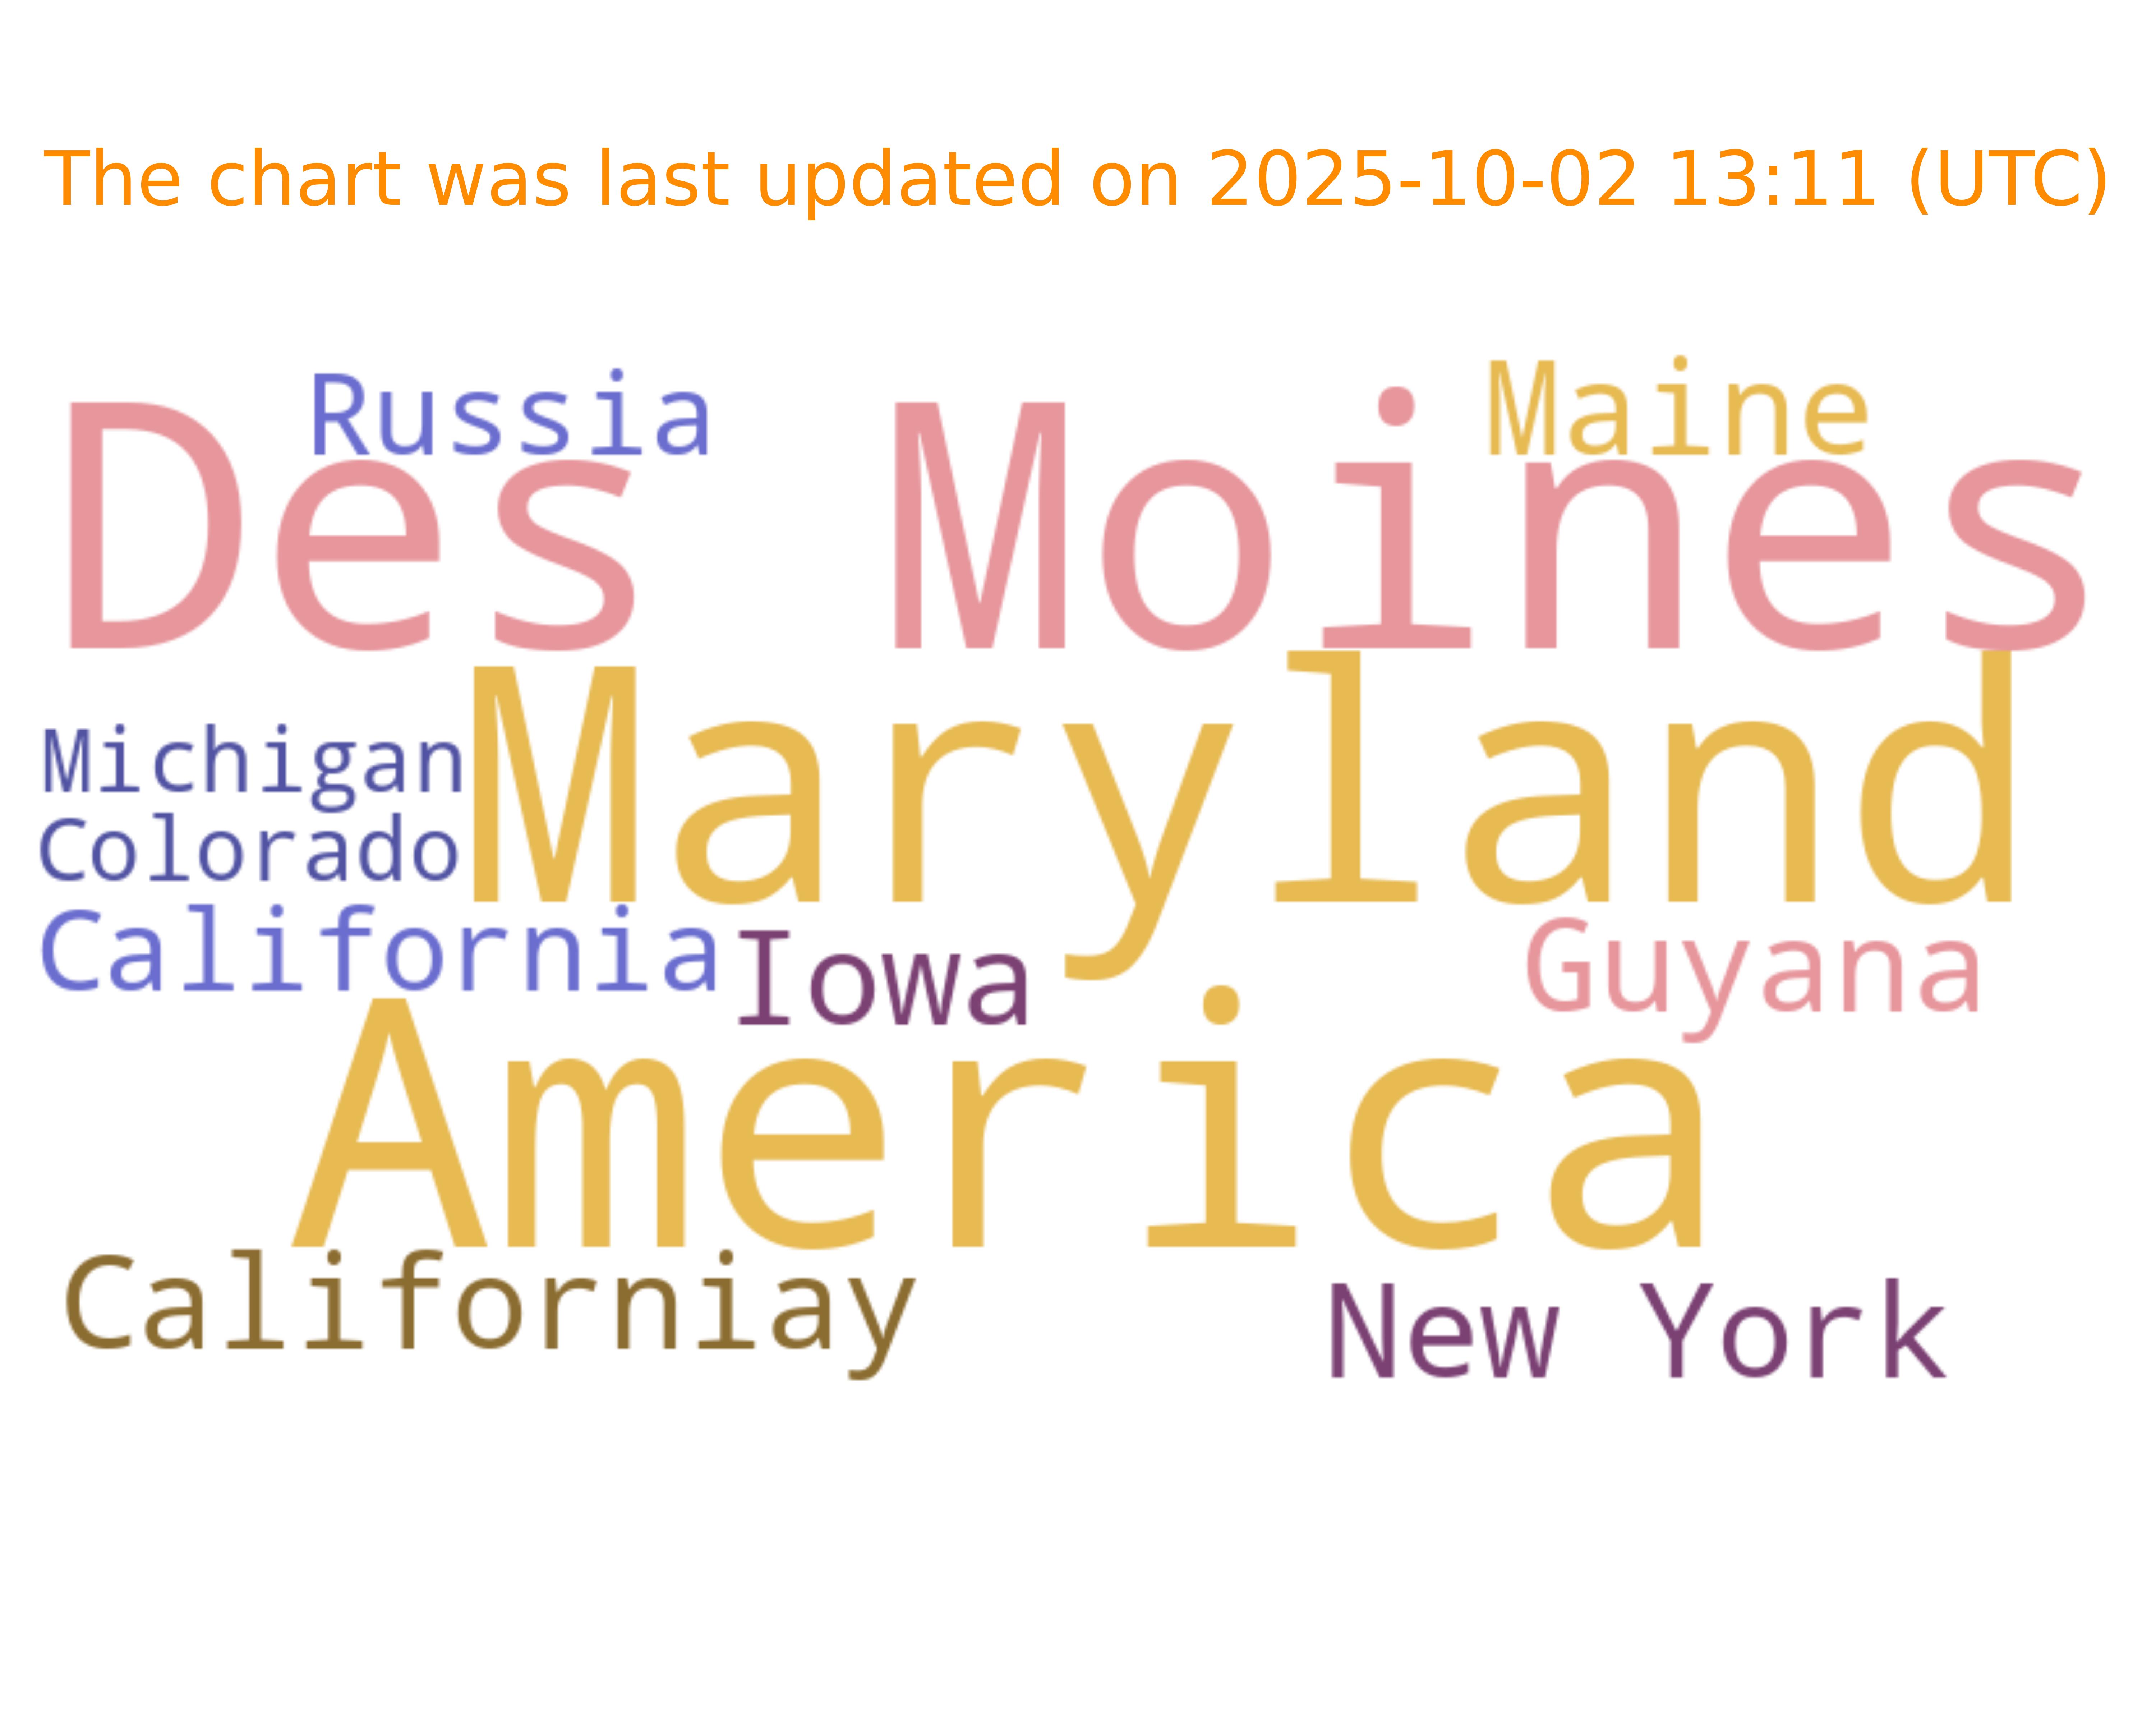 The chart was last updated on 2025-10-02 13:11 (UTC)
Russia
Maine
Des Moines
Maryland
Michigan
Colorado
California
Iowa
Guyana
America
Californiay
New York